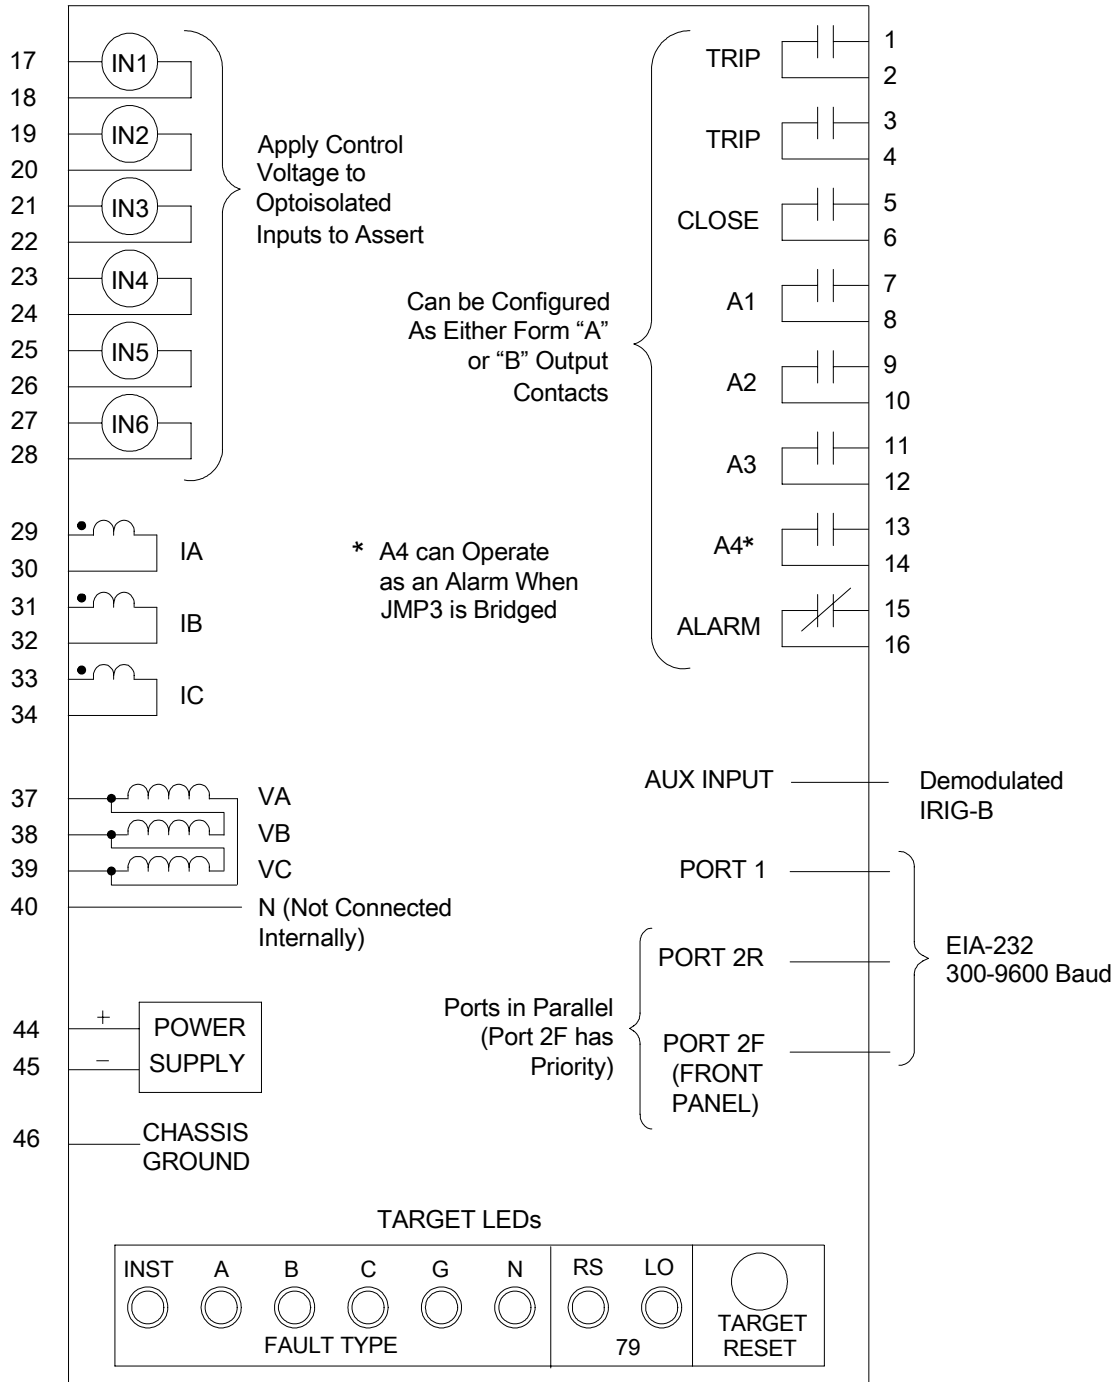 17
IN1
18
19
IN2
20
21
IN3
22
23
IN4
24
25
IN5
26
27
IN6
28
Apply Control
Voltage to
Optoisolated
Inputs to Assert
TRIP
1
2
TRIP
3
4
CLOSE
5
6
A1
7
8
A2
9
10
A3
11
12
A4*
13
14
ALARM
15
16
Can be Configured
As Either Form “A”
or “B” Output
Contacts
29
30
IA
31
32
IB
33
34
IC
* A4 can Operate
as an Alarm When
JMP3 is Bridged
37
VA
38
VB
39
VC
40
N (Not Connected
Internally)
44
+
45
−
POWER
SUPPLY
46
CHASSIS
GROUND
AUX INPUT
Demodulated
IRIG-B
PORT 1
PORT 2R
PORT 2F
(FRONT
PANEL)
Ports in Parallel
(Port 2F has
Priority)
EIA-232
300-9600 Baud
TARGET LEDs
INST A B C G N RS LO
FAULT TYPE
79
TARGET
RESET